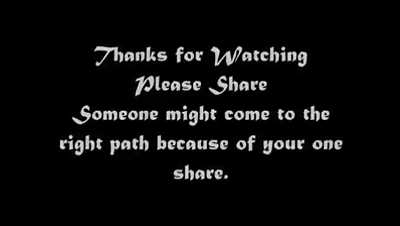 Thanks for Watching
Please Share
Someone might come to the
right path because of your one
share.